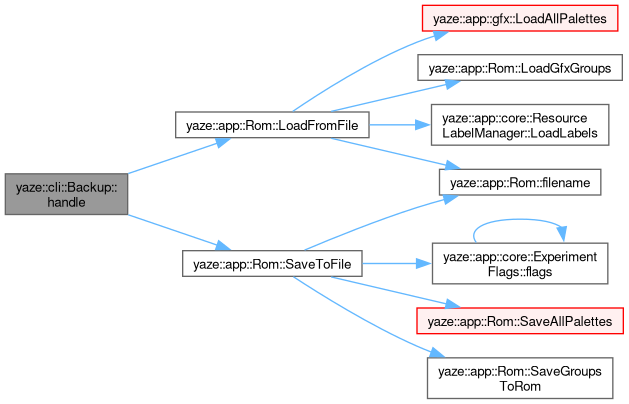 yaze::cli::Backup::
handle
yaze::app::Rom::LoadFromFile
yaze::app::Rom::SaveToFile
yaze::app::gfx::LoadAllPalettes
yaze::app::Rom::LoadGfxGroups
yaze::app::core::Resource
LabelManager::LoadLabels
yaze::app::Rom::filename
yaze::app::core::Experiment
Flags::flags
yaze::app::Rom::SaveAllPalettes
yaze::app::Rom::SaveGroups
ToRom